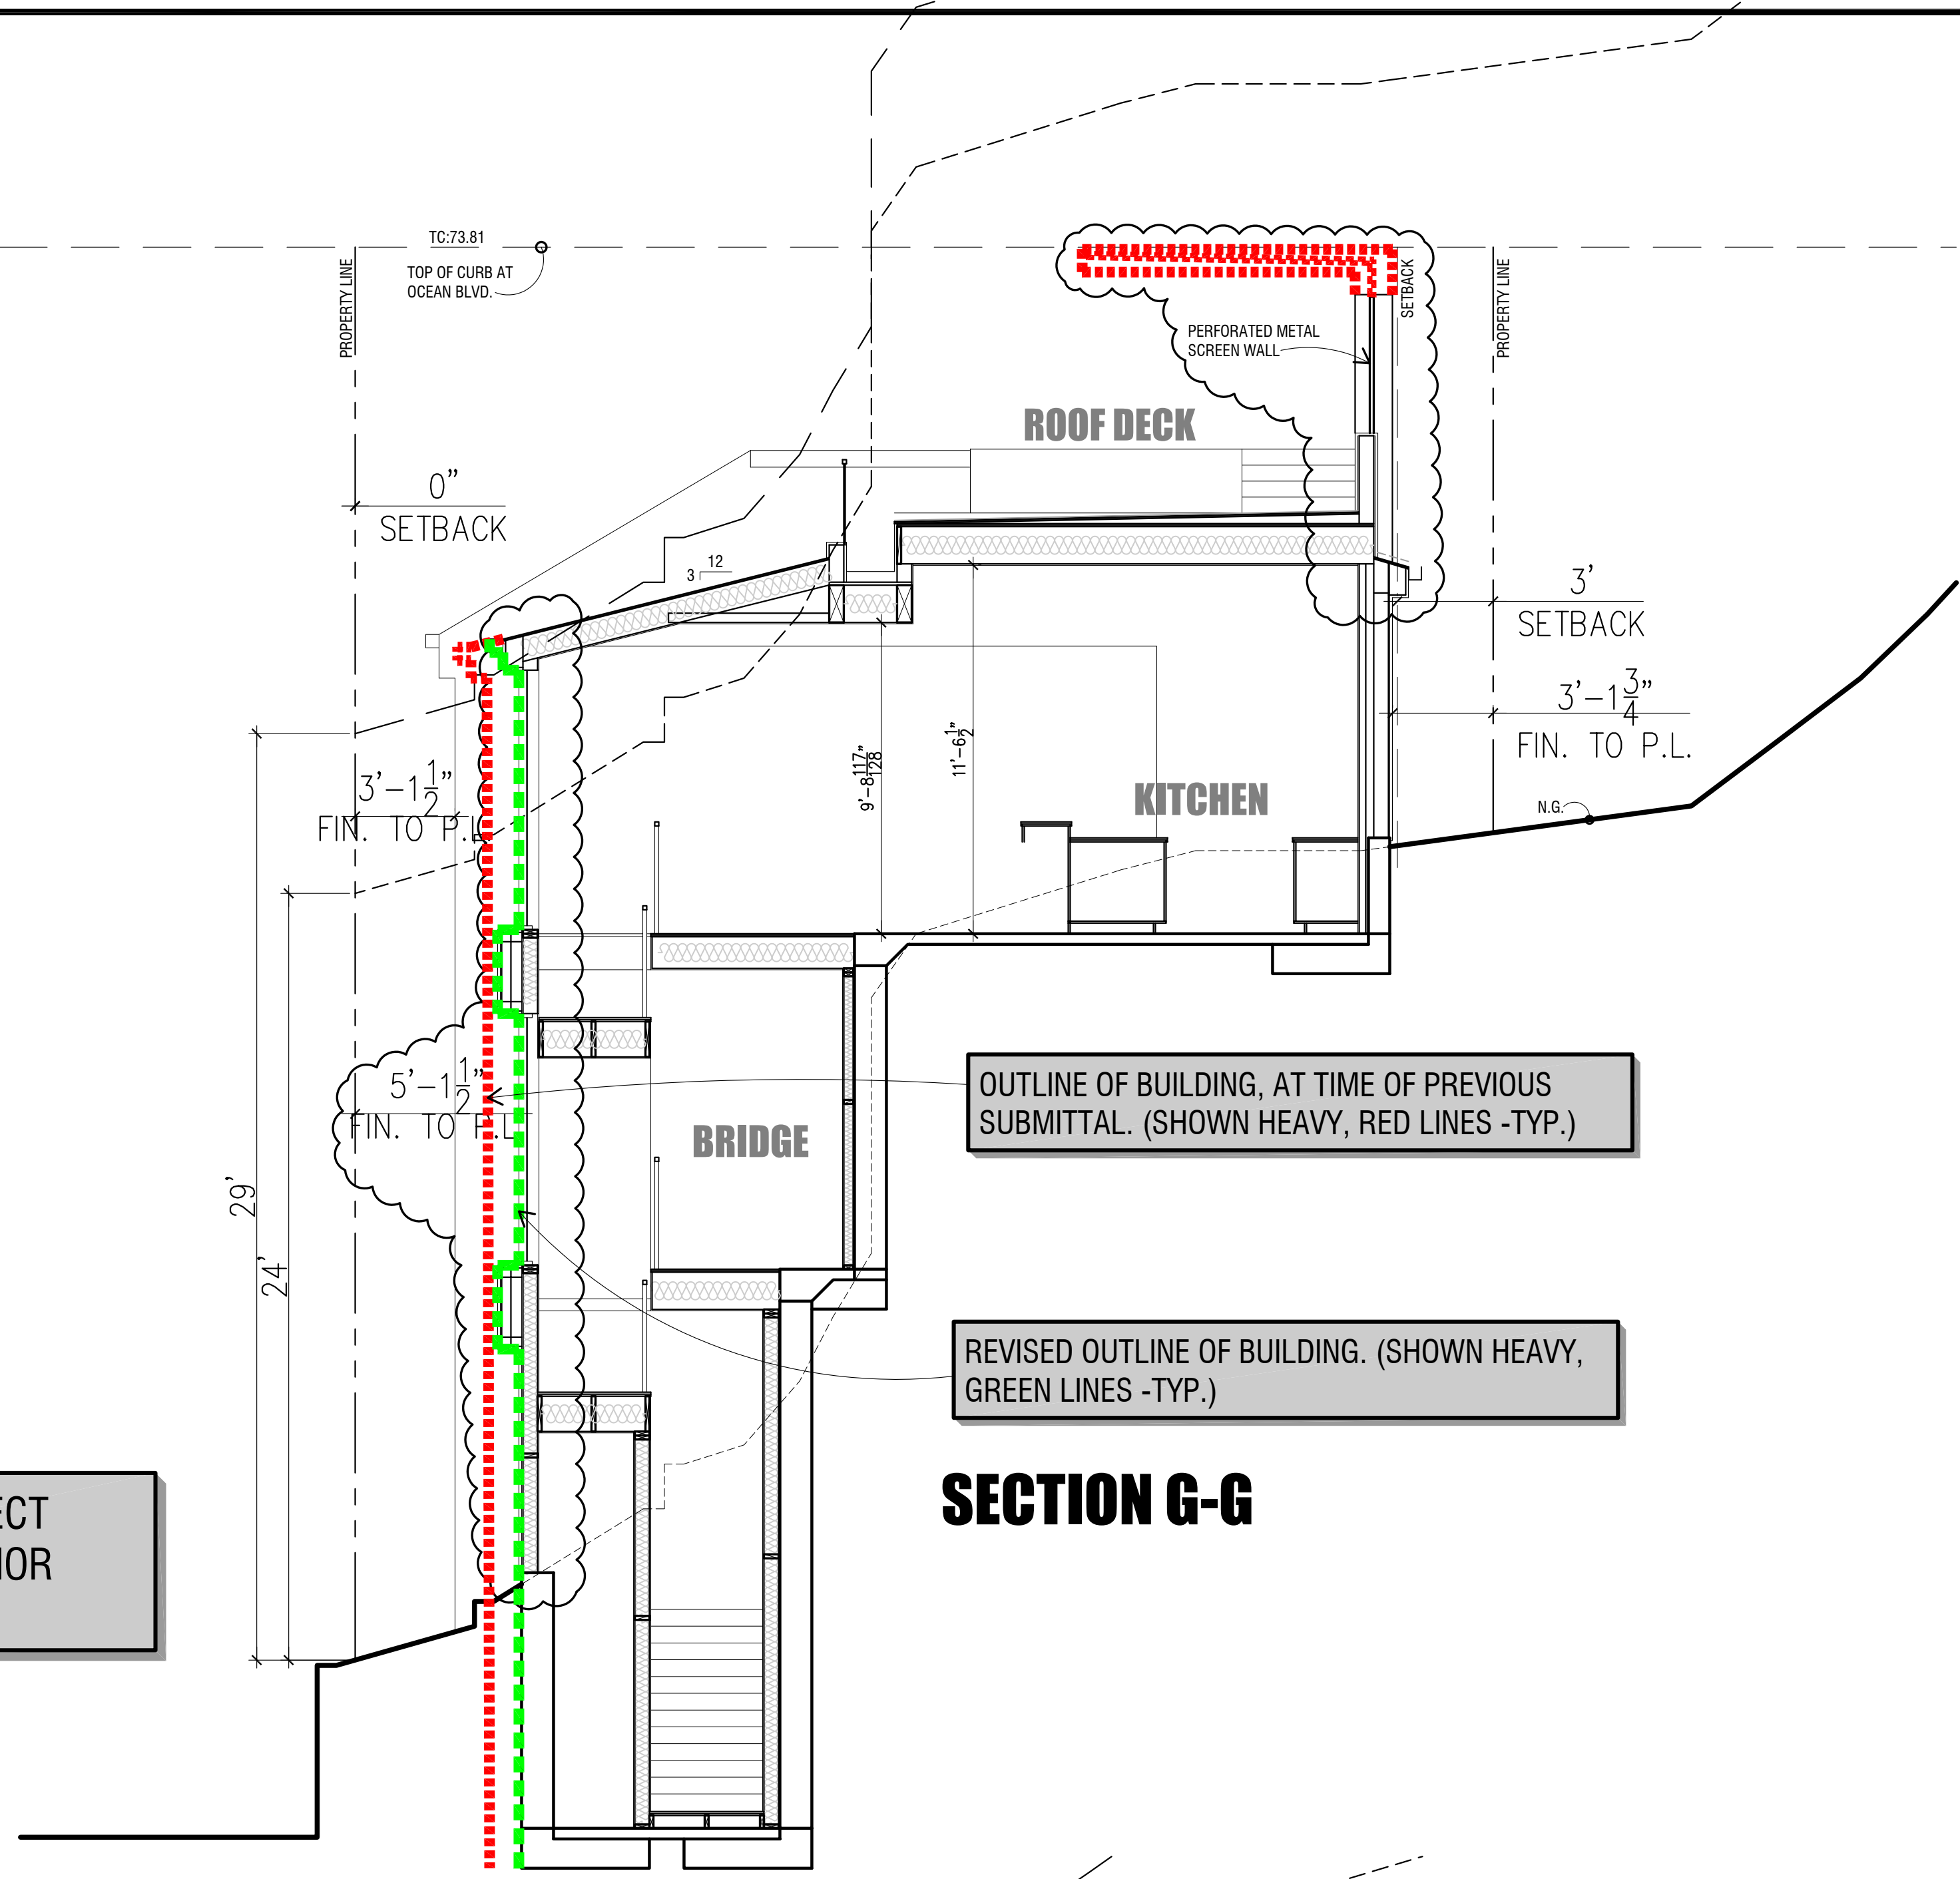 TC:73.81
TOP OF CURB AT
OCEAN BLVD.
PROPERTY LINE
SETBACK
PROPERTY LINE
PERFORATED METAL
SCREEN WALL
ROOF DECK
0"
SETBACK
12
3
3'
SETBACK
3'-1 3/4"
FIN. TO P.L.
3'-1 1/2"
FIN. TO P.L.
9'-8 117/128"
11'-6 1/2"
KITCHEN
N.G.
5'-1 1/2"
FIN. TO P.L.
OUTLINE OF BUILDING, AT TIME OF PREVIOUS
SUBMITTAL. (SHOWN HEAVY, RED LINES -TYP.)
BRIDGE
29'
24'
REVISED OUTLINE OF BUILDING. (SHOWN HEAVY,
GREEN LINES -TYP.)
SECTION G-G